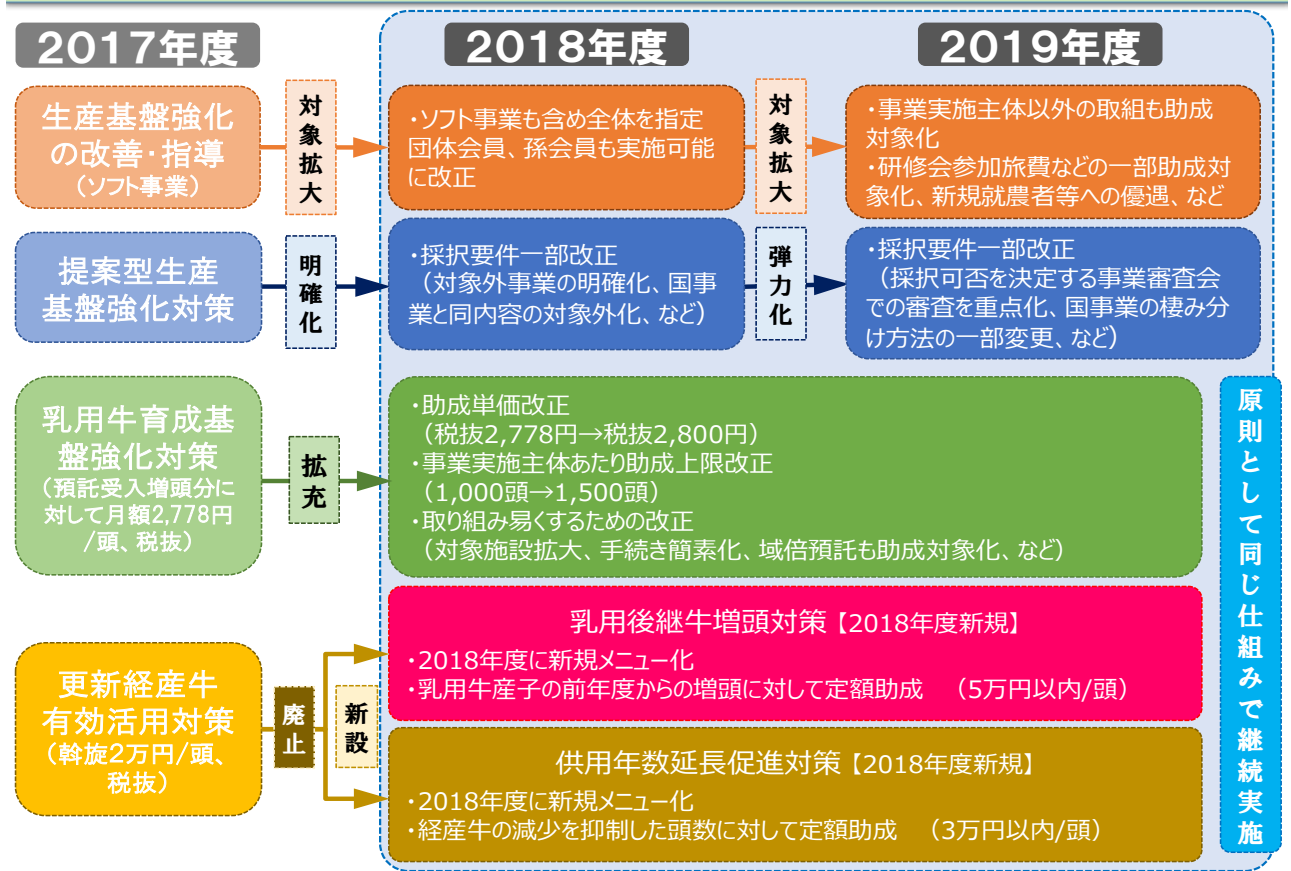 2017年度
2018年度
2019年度
生産基盤強化
の改善・指導
(ソフト事業)
対象拡大
・ソフト事業も含め全体を指定
団体会員、孫会員も実施可能
に改正
対象拡大
・事業実施主体以外の取組も助成
対象化
・研修会参加旅費などの一部助成対
象化、新規就農者等への優遇、など
提案型生産
基盤強化対策
明確化
・採択要件一部改正
(対象外事業の明確化、国事
業と同内容の対象外化、など)
弾力化
・採択要件一部改正
(採択可否を決定する事業審査会
での審査を重点化、国事業の棲み分
け方法の一部変更、など)
乳用牛育成基
盤強化対策
(預託受入増頭分に
対して月額2,778円
/頭、税抜)
拡充
・助成単価改正
(税抜2,778円→税抜2,800円)
・事業実施主体あたり助成上限改正
(1,000頭→1,500頭)
・取り組み易くするための改正
(対象施設拡大、手続き簡素化、域倍預託も助成対象化、など)
更新経産牛
有効活用対策
(斡旋2万円/頭、
税抜)
廃止
新設
乳用後継牛増頭対策【2018年度新規】
・2018年度に新規メニュー化
・乳用牛産子の前年度からの増頭に対して定額助成 (5万円以内/頭)
供用年数延長促進対策【2018年度新規】
・2018年度に新規メニュー化
・経産牛の減少を抑制した頭数に対して定額助成 (3万円以内/頭)
原則として同じ仕組みで継続実施